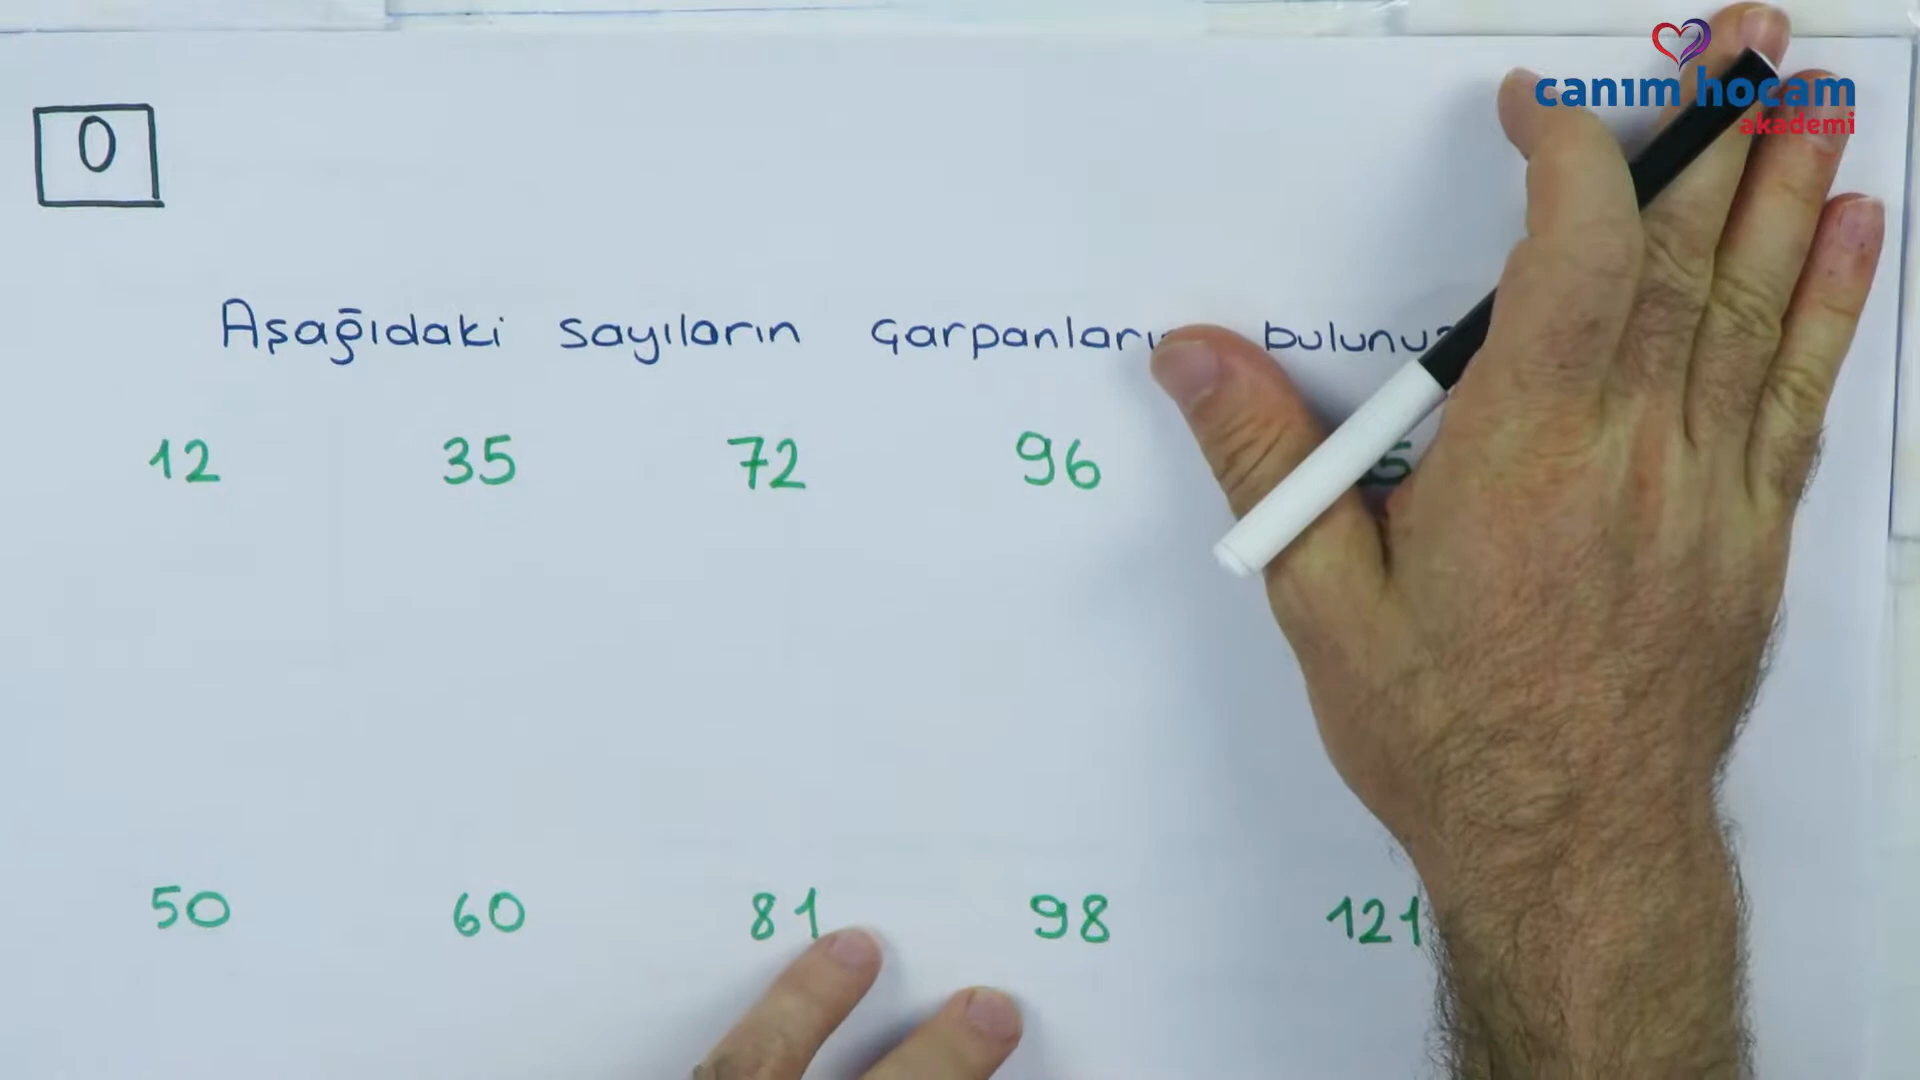 canım hocam
akademi
0
Aşağıdaki sayıların çarpanlarını bulunuz
12 35 72 96
50 60 81 98 121